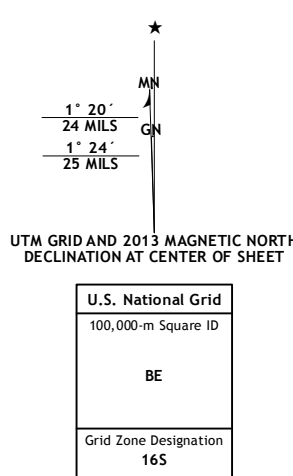 MN
1° 20´
24 MILS
GN
1° 24´
25 MILS
UTM GRID AND 2013 MAGNETIC NORTH
DECLINATION AT CENTER OF SHEET
U.S. National Grid
100,000-m Square ID
BE
Grid Zone Designation
16S